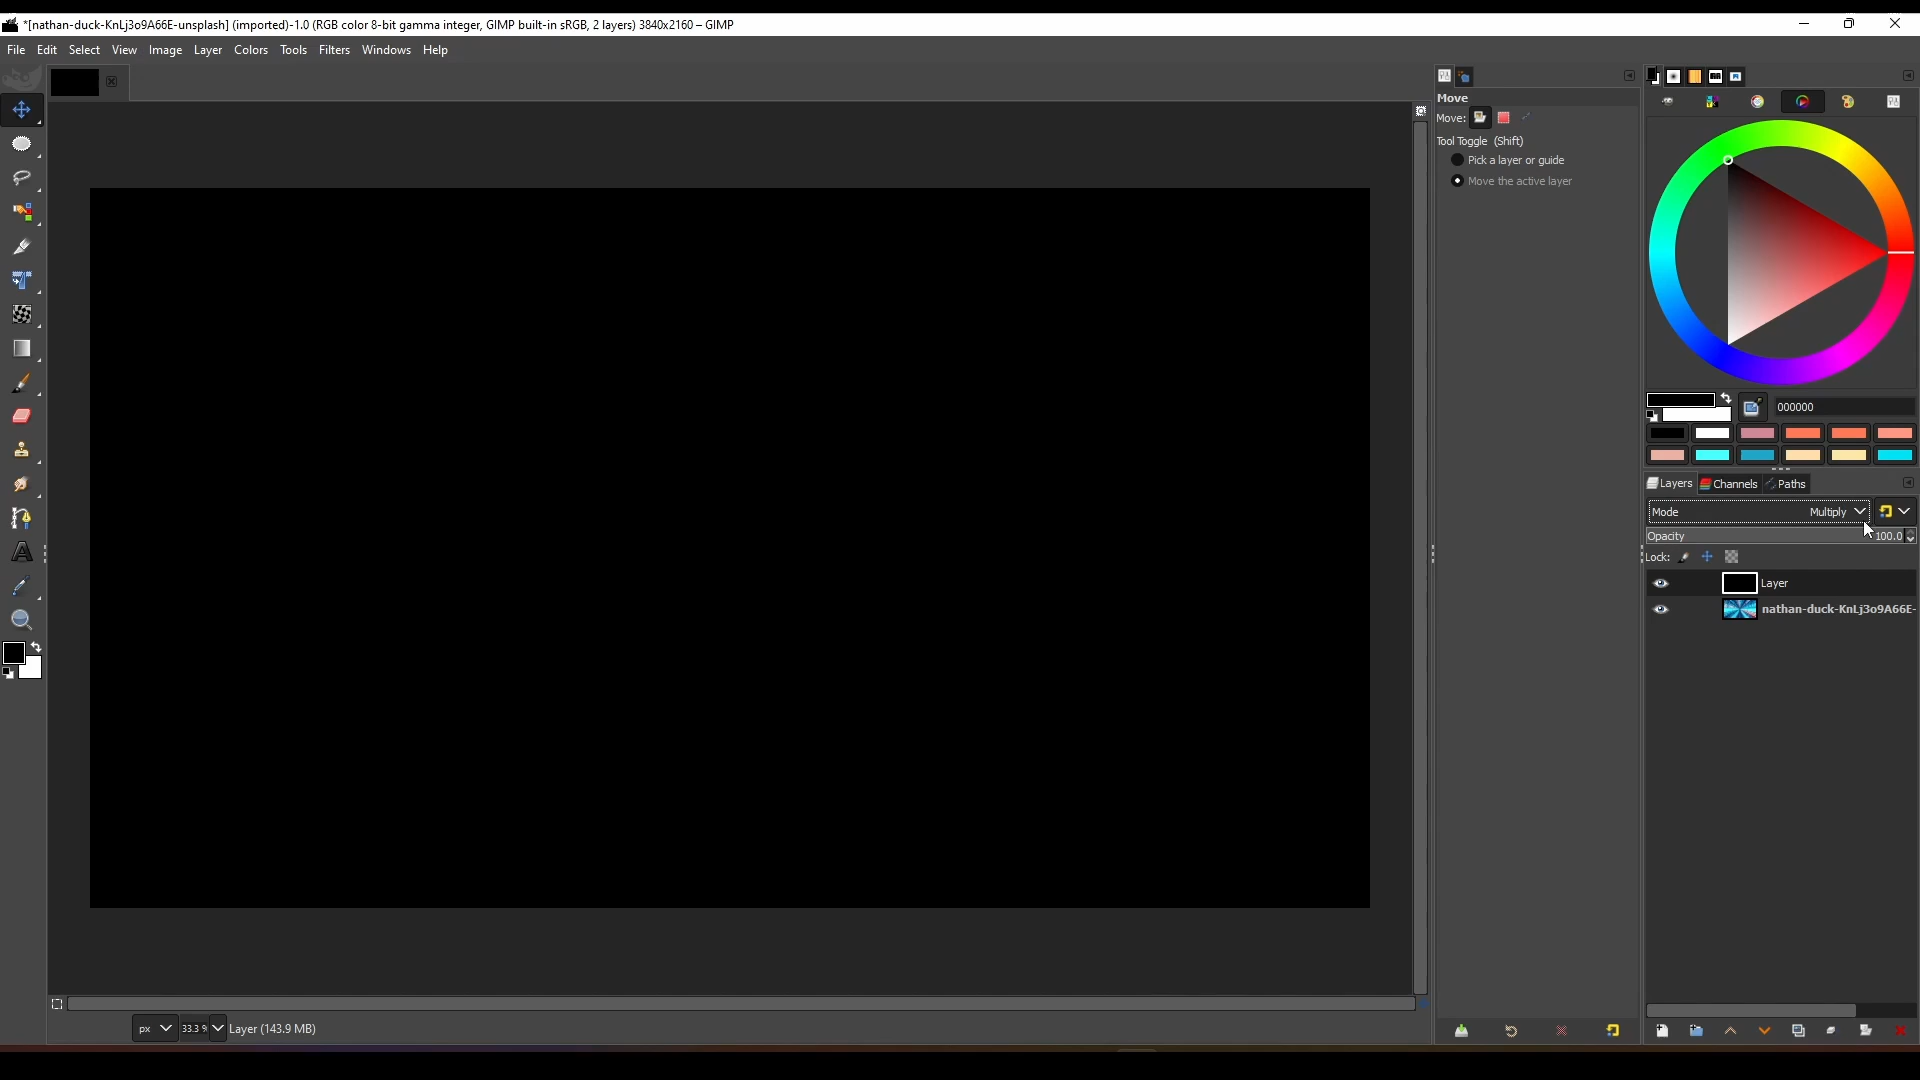 *[nathan-duck-KnLj3o9A66E-unsplash] (imported)-1.0 (RGB color 8-bit gamma integer, GIMP built-in sRGB, 2 layers) 3840x2160 – GIMP
File Edit Select View Image Layer Colors Tools Filters Windows Help
Move
Move:
Tool Toggle (Shift)
Pick a layer or guide
Move the active layer
000000
Layers Channels Paths
Mode Multiply
Opacity 100.0
Lock:
Layer
nathan-duck-KnLj3o9A66E-
px 33.3 % Layer (143.9 MB)